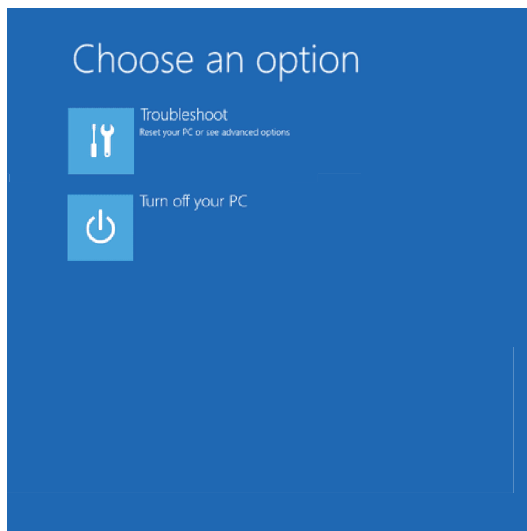 Choose an option
Troubleshoot
Reset your PC or see advanced options
Turn off your PC